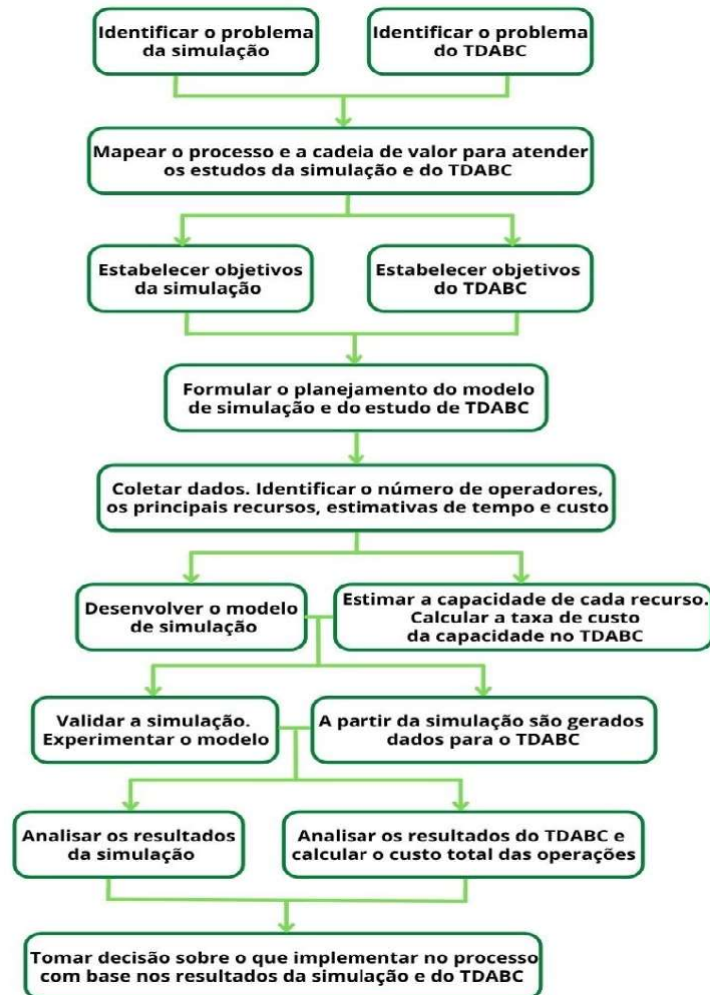 Identificar o problema
da simulação
Identificar o problema
do TDABC
Mapear o processo e a cadeia de valor para atender
os estudos da simulação e do TDABC
Estabelecer objetivos
da simulação
Estabelecer objetivos
do TDABC
Formular o planejamento do modelo
de simulação e do estudo de TDABC
Coletar dados. Identificar o número de operadores,
os principais recursos, estimativas de tempo e custo
Desenvolver o modelo
de simulação
Estimar a capacidade de cada recurso.
Calcular a taxa de custo
da capacidade no TDABC
Validar a simulação.
Experimentar o modelo
A partir da simulação são gerados
dados para o TDABC
Analisar os resultados
da simulação
Analisar os resultados do TDABC e
calcular o custo total das operações
Tomar decisão sobre o que implementar no processo
com base nos resultados da simulação e do TDABC